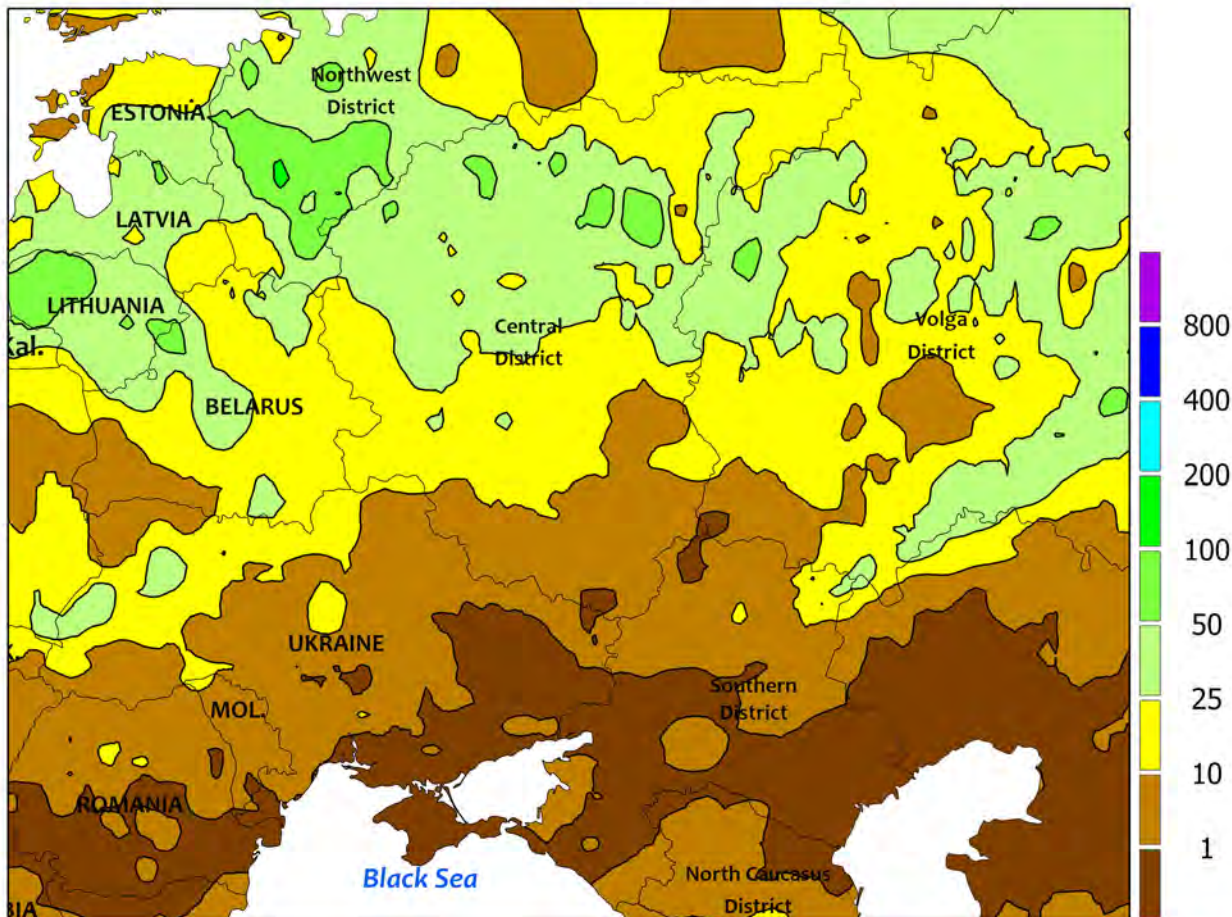 Northwest
District
ESTONIA
LATVIA
LITHUANIA
Kal.
Central
District
Volga
District
BELARUS
UKRAINE
MOL.
Southern
District
ROMANIA
Black Sea
North Caucasus
District
800
400
200
100
50
25
10
1